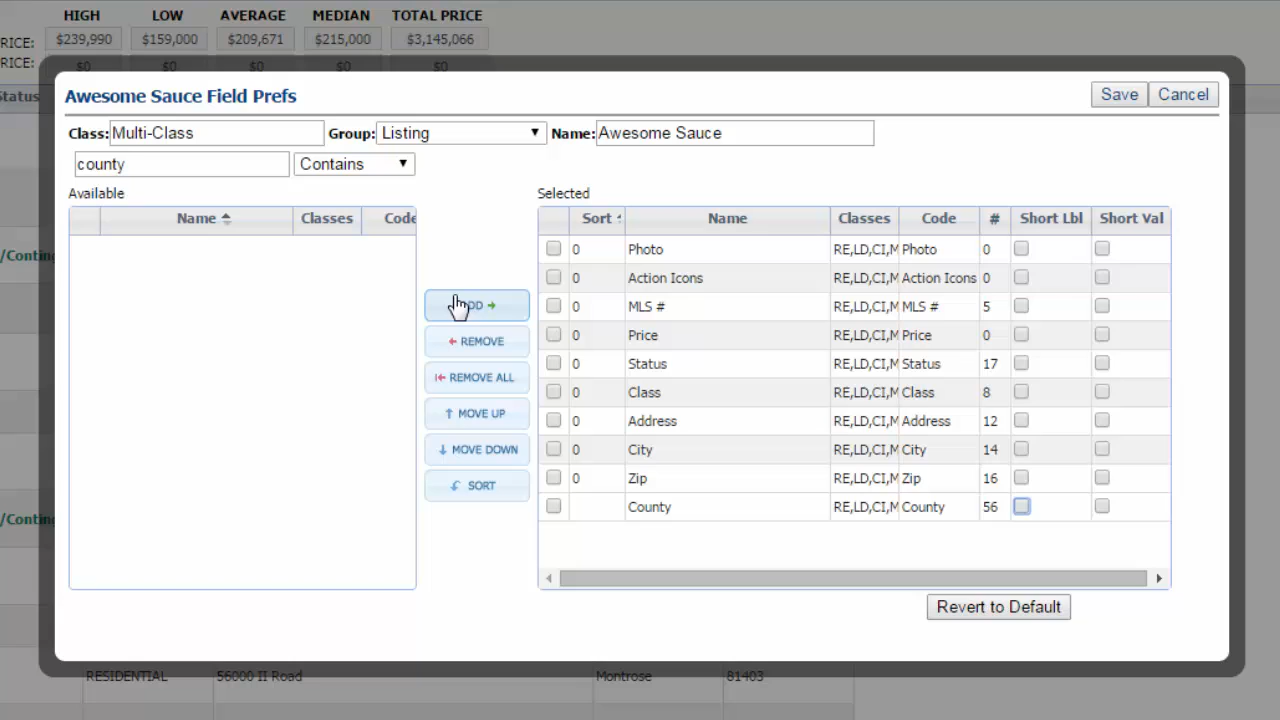 HIGH LOW AVERAGE MEDIAN TOTAL PRICE
RICE: $239,990 $159,000 $209,671 $215,000 $3,145,066
RICE: $0 $0 $0 $0 $0
Status
Awesome Sauce Field Prefs Save Cancel
Class: Multi-Class Group: Listing Name: Awesome Sauce
county Contains
Available Selected
Name Classes Code Sort Name Classes Code # Short Lbl Short Val
0 Photo RE,LD,CI,M Photo 0
/Conting
0 Action Icons RE,LD,CI,M Action Icons 0
ADD 0 MLS # RE,LD,CI,M MLS # 5
REMOVE 0 Price RE,LD,CI,M Price 0
REMOVE ALL 0 Status RE,LD,CI,M Status 17
0 Class RE,LD,CI,M Class 8
MOVE UP 0 Address RE,LD,CI,M Address 12
MOVE DOWN 0 City RE,LD,CI,M City 14
SORT 0 Zip RE,LD,CI,M Zip 16
County RE,LD,CI,M County 56
/Conting
Revert to Default
RESIDENTIAL 56000 II Road Montrose 81403